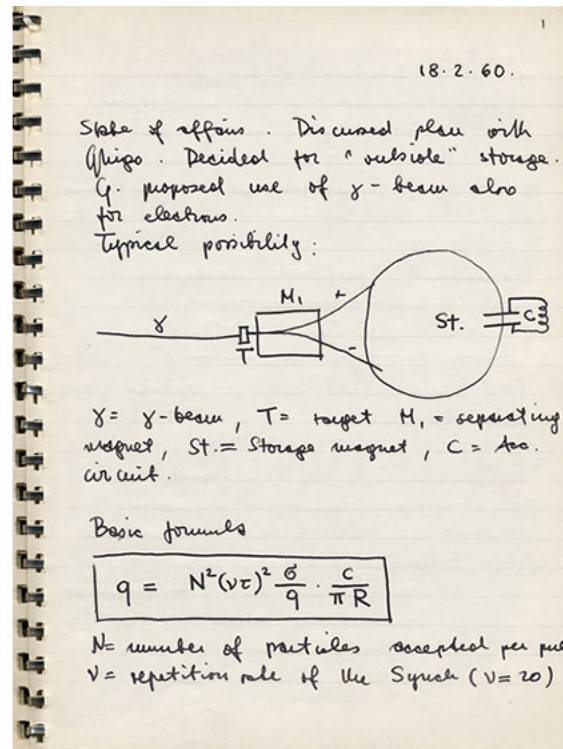 1
18.2.60.
State of affairs. Discussed plan with
Ghigo. Decided for "outside" storage.
G. proposed use of γ-beam also
for electrons.
Typical possibility:
γ T M₁ + - St. C
γ = γ-beam, T = target M₁ = separating
magnet, St. = Storage magnet, C = Acc.
circuit.
Basic formula
q = N²(ντ)² σ/q · c/πR
N = number of particles accepted per
ν = repetition rate of the Synch (ν = 20)